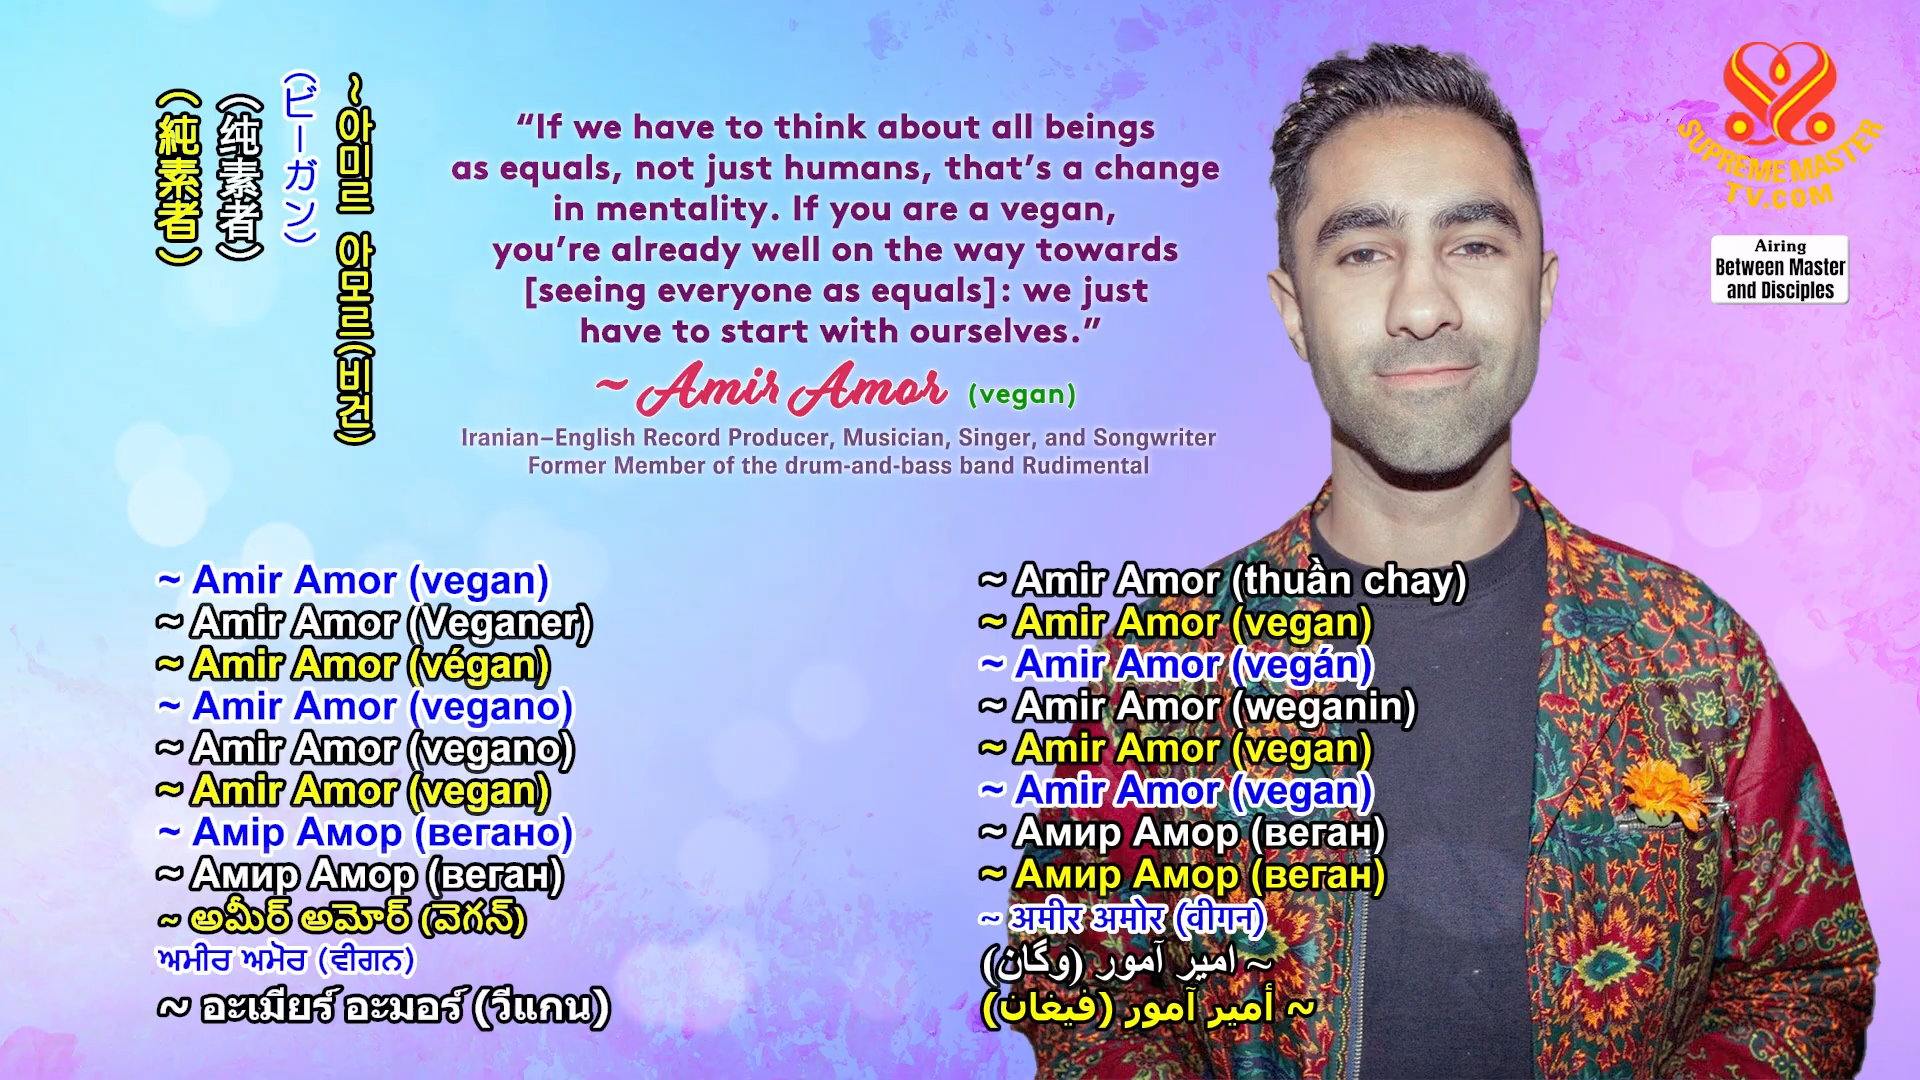 ~아미르 아모르(비건)
(ビーガン)
(纯素者)
(純素者)
“If we have to think about all beings
as equals, not just humans, that’s a change
in mentality. If you are a vegan,
you’re already well on the way towards
[seeing everyone as equals]: we just
have to start with ourselves.”
~ Amir Amor (vegan)
Iranian–English Record Producer, Musician, Singer, and Songwriter
Former Member of the drum-and-bass band Rudimental
SUPREME MASTER
TV.COM
Airing
Between Master
and Disciples
~ Amir Amor (vegan)
~ Amir Amor (Veganer)
~ Amir Amor (végan)
~ Amir Amor (vegano)
~ Amir Amor (vegano)
~ Amir Amor (vegan)
~ Амір Амор (вегано)
~ Амир Амор (веган)
~ అమీర్ అమోర్ (వెగన్)
ਅਮੀਰ ਅਮੋਰ (ਵੀਗਨ)
~ อะเมียร์ อะมอร์ (วีแกน)
~ Amir Amor (thuần chay)
~ Amir Amor (vegan)
~ Amir Amor (vegán)
~ Amir Amor (weganin)
~ Amir Amor (vegan)
~ Amir Amor (vegan)
~ Амир Амор (веган)
~ Амир Амор (веган)
~ अमीर अमोर (वीगन)
~ امیر آمور (وگان)
~ أمير آمور (فيغان)